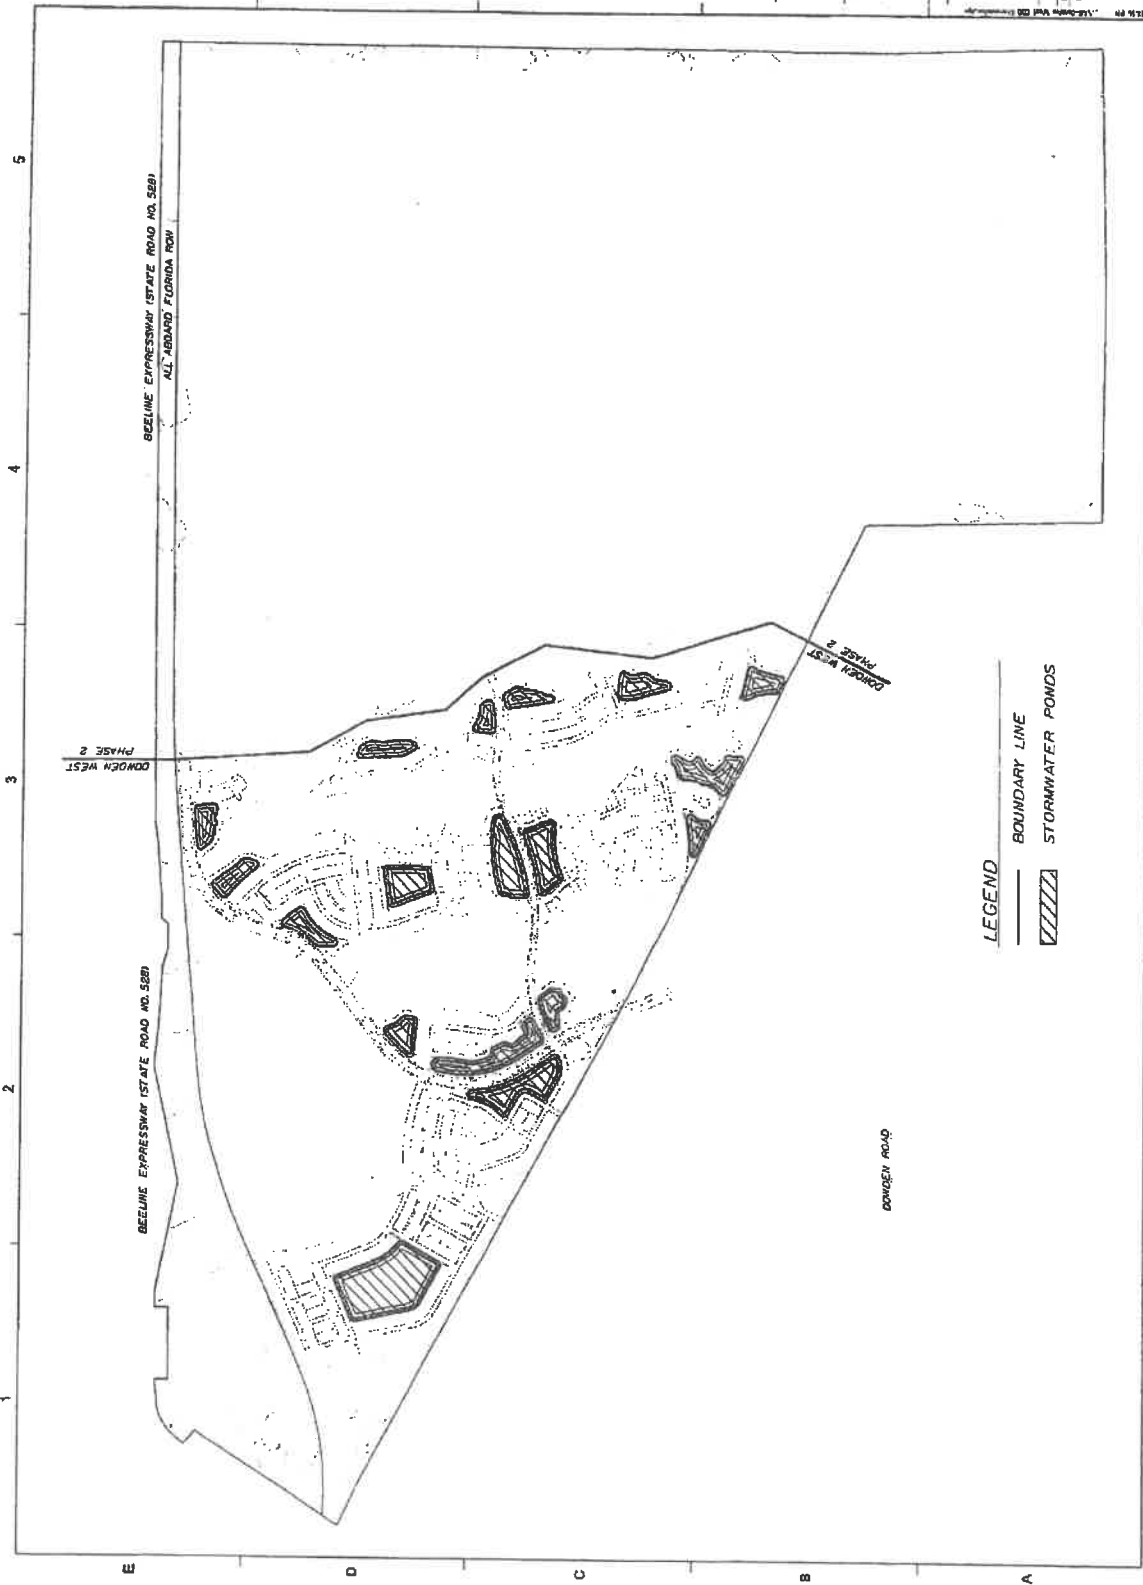 5
4
3
2
1
E
D
C
B
A
BEELINE EXPRESSWAY (STATE ROAD NO. 528)
ALL ABOARD FLORIDA ROW
BEELINE EXPRESSWAY (STATE ROAD NO. 528)
DOWDEN WEST
PHASE 2
DOWDEN WEST
PHASE 2
DOWDEN ROAD
LEGEND
BOUNDARY LINE
STORMWATER PONDS